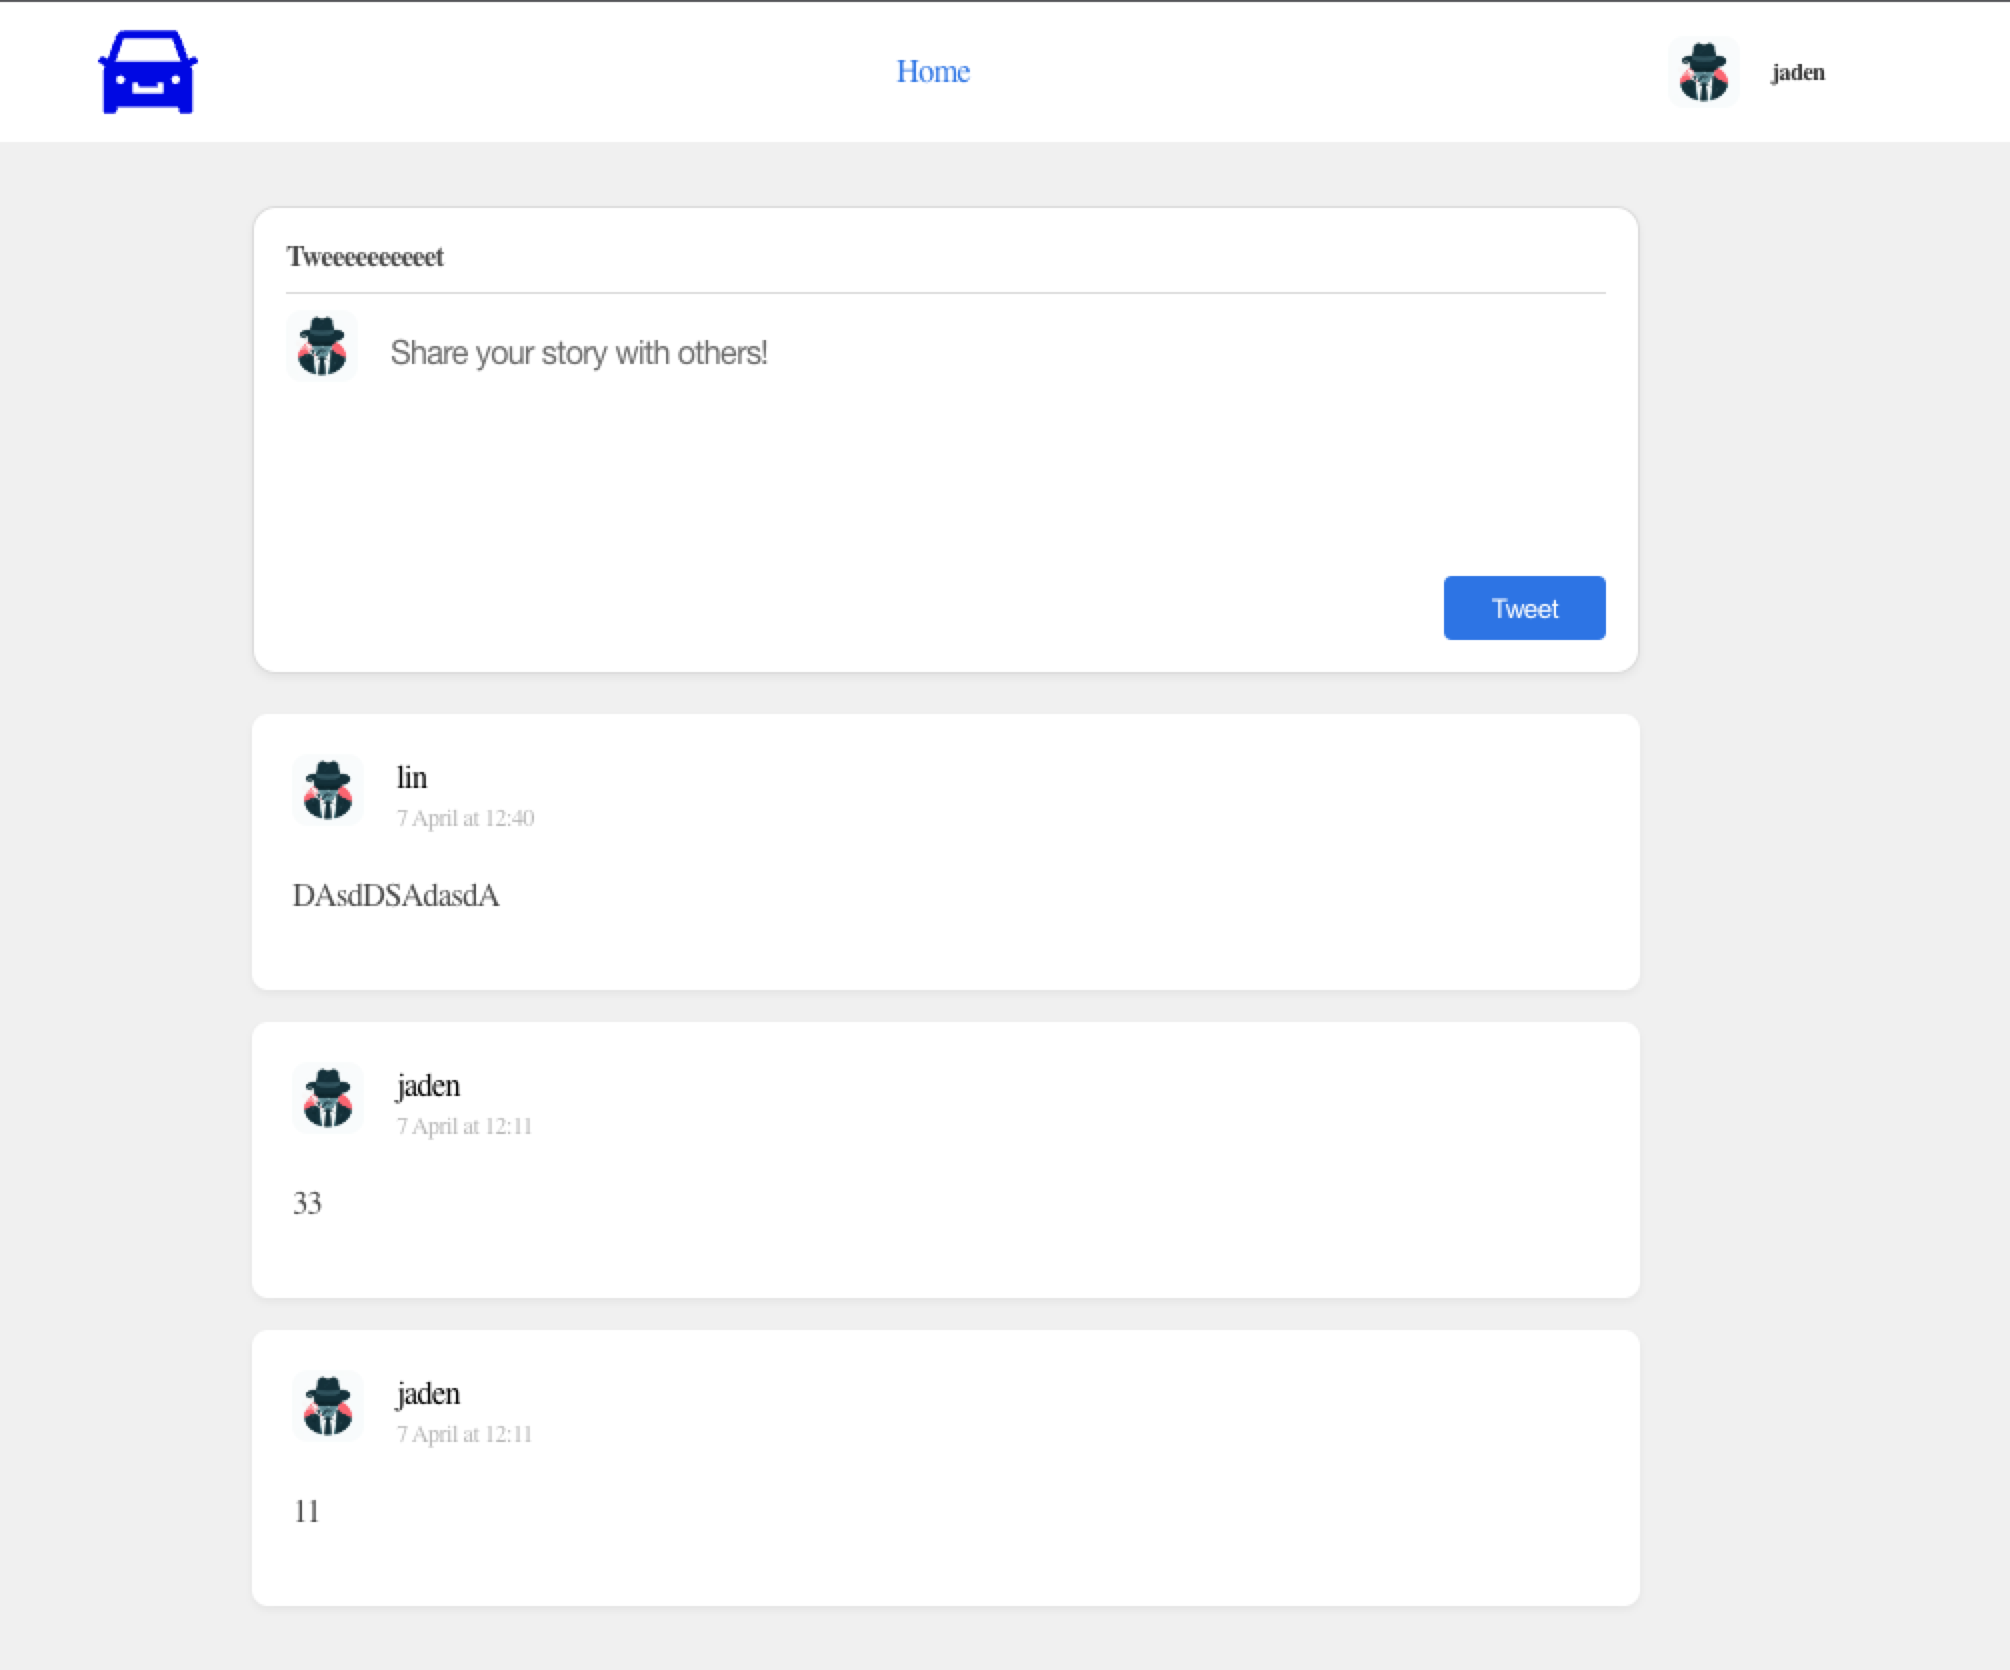 Home
jaden
Tweeeeeeeeeet
Share your story with others!
Tweet
lin
7 April at 12:40
DAsdDSAdasdA
jaden
7 April at 12:11
33
jaden
7 April at 12:11
11